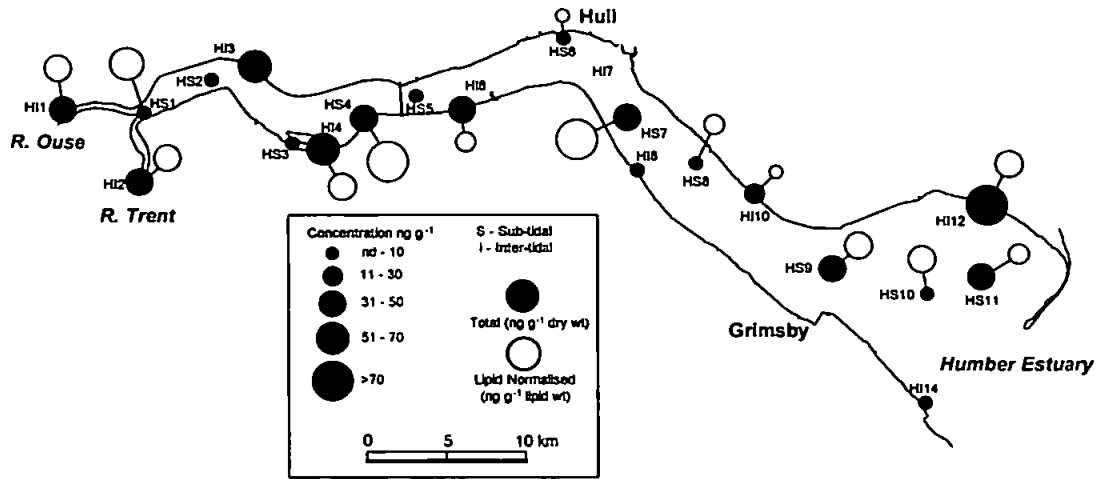 Hull
HS6
HI3
HI7
HS2
HI6
HI1
HS1
HS4
HS5
HS7
R. Ouse
HI4
HS3
HI8
HS8
HI2
HI10
R. Trent
HI12
Concentration ng g⁻¹
S - Sub-tidal
I - Inter-tidal
nd - 10
11 - 30
31 - 50
51 - 70
>70
Total (ng g⁻¹ dry wt)
Lipid Normalised
(ng g⁻¹ lipid wt)
0 5 10 km
HS9
HS10
HS11
Grimsby
Humber Estuary
HI14